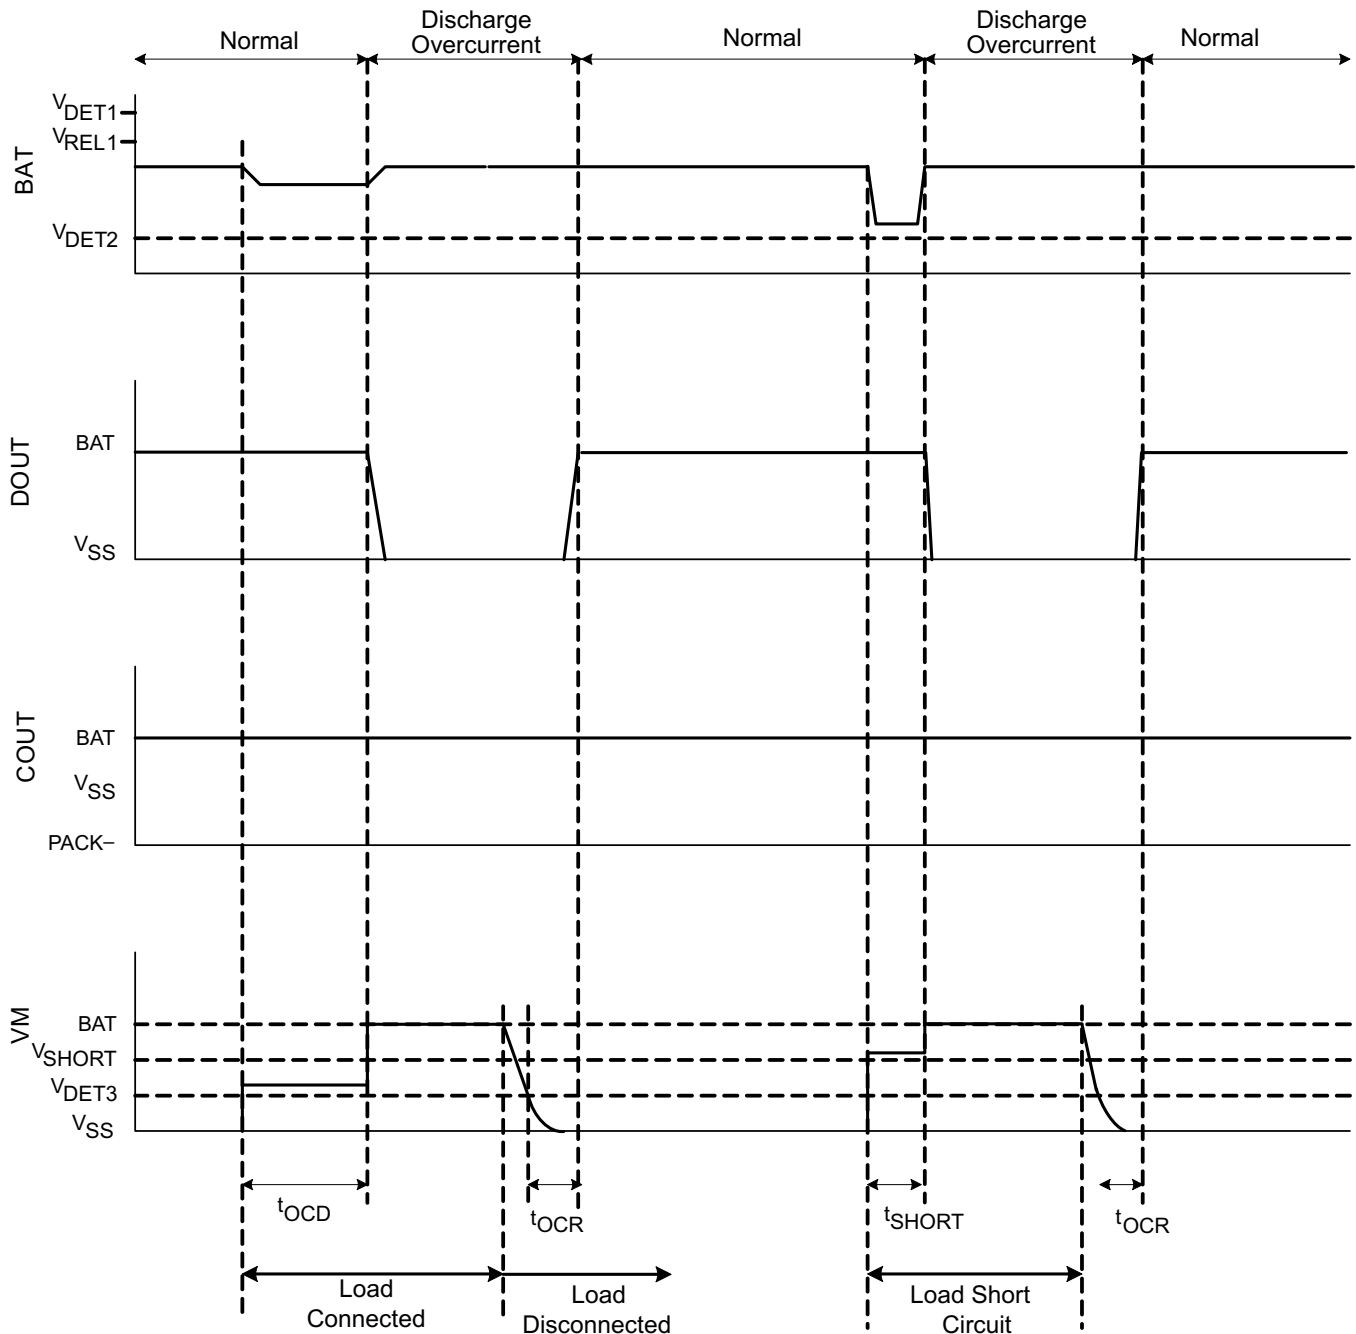 Normal
Discharge
Overcurrent
Normal
Discharge
Overcurrent
Normal
BAT
VDET1
VREL1
VDET2
DOUT
BAT
VSS
COUT
BAT
VSS
PACK–
VM
BAT
VSHORT
VDET3
VSS
tOCD
tOCR
tSHORT
tOCR
Load
Connected
Load
Disconnected
Load Short
Circuit